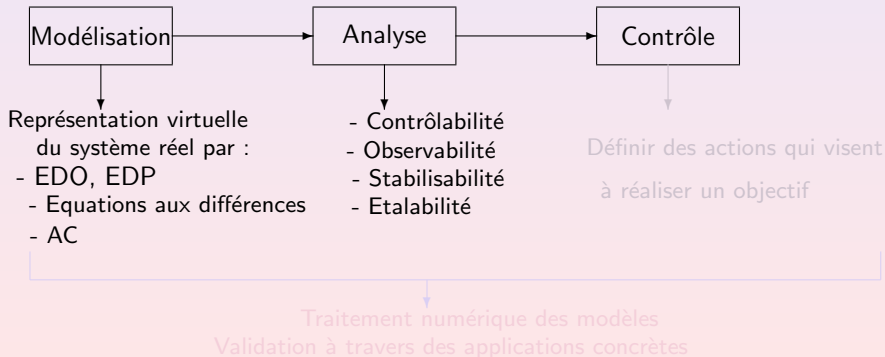 Modélisation
Analyse
Contrôle
Représentation virtuelle
du système réel par :
- EDO, EDP
- Equations aux différences
- AC
- Contrôlabilité
- Observabilité
- Stabilisabilité
- Etalabilité
Définir des actions qui visent
à réaliser un objectif
Traitement numérique des modèles
Validation à travers des applications concrètes